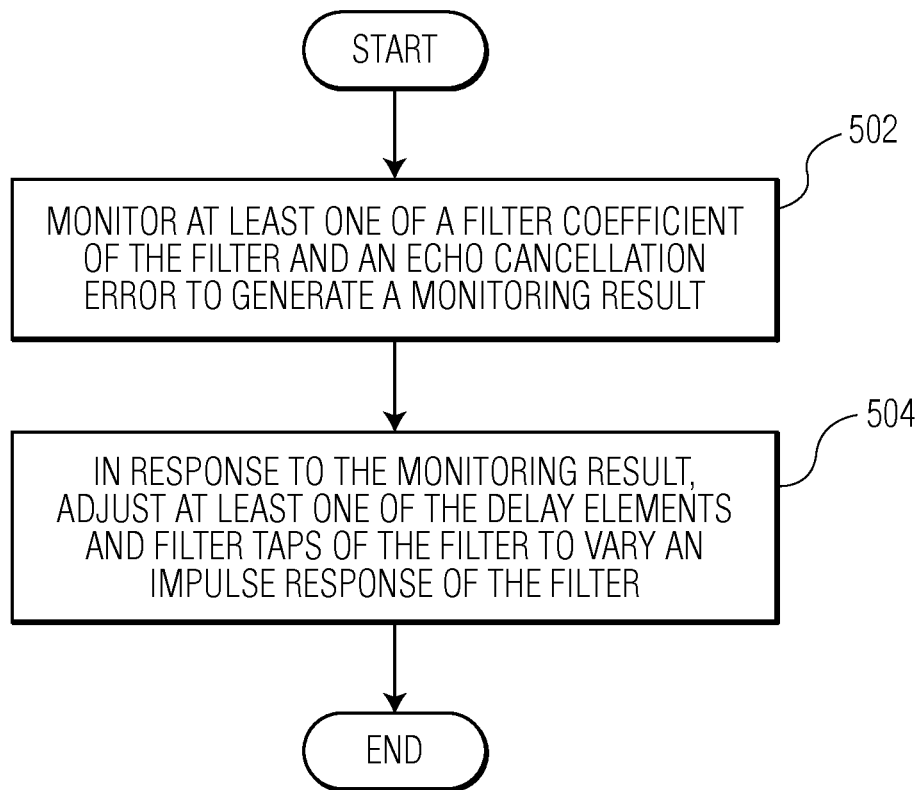 START
502
MONITOR AT LEAST ONE OF A FILTER COEFFICIENT
OF THE FILTER AND AN ECHO CANCELLATION
ERROR TO GENERATE A MONITORING RESULT
504
IN RESPONSE TO THE MONITORING RESULT,
ADJUST AT LEAST ONE OF THE DELAY ELEMENTS
AND FILTER TAPS OF THE FILTER TO VARY AN
IMPULSE RESPONSE OF THE FILTER
END